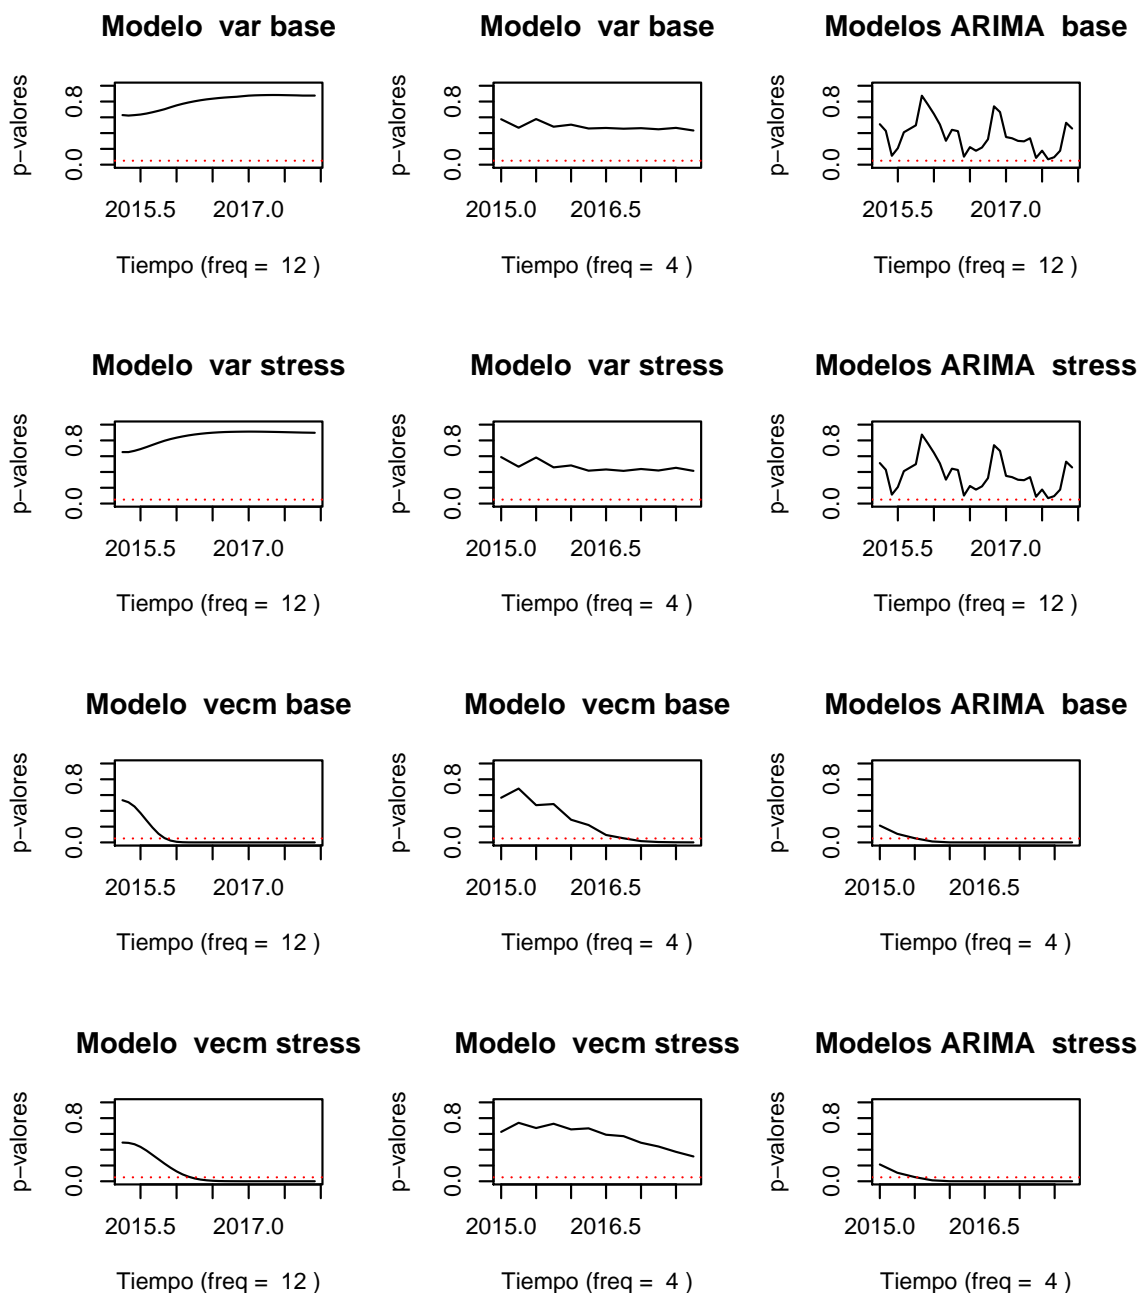 Modelo  var base
p−valores
0.0
0.8
2015.5
2017.0
Tiempo (freq =  12 )
Modelo  var base
p−valores
0.0
0.8
2015.0
2016.5
Tiempo (freq =  4 )
Modelos ARIMA  base
p−valores
0.0
0.8
2015.5
2017.0
Tiempo (freq =  12 )
Modelo  var stress
p−valores
0.0
0.8
2015.5
2017.0
Tiempo (freq =  12 )
Modelo  var stress
p−valores
0.0
0.8
2015.0
2016.5
Tiempo (freq =  4 )
Modelos ARIMA  stress
p−valores
0.0
0.8
2015.5
2017.0
Tiempo (freq =  12 )
Modelo  vecm base
p−valores
0.0
0.8
2015.5
2017.0
Tiempo (freq =  12 )
Modelo  vecm base
p−valores
0.0
0.8
2015.0
2016.5
Tiempo (freq =  4 )
Modelos ARIMA  base
p−valores
0.0
0.8
2015.0
2016.5
Tiempo (freq =  4 )
Modelo  vecm stress
p−valores
0.0
0.8
2015.5
2017.0
Tiempo (freq =  12 )
Modelo  vecm stress
p−valores
0.0
0.8
2015.0
2016.5
Tiempo (freq =  4 )
Modelos ARIMA  stress
p−valores
0.0
0.8
2015.0
2016.5
Tiempo (freq =  4 )